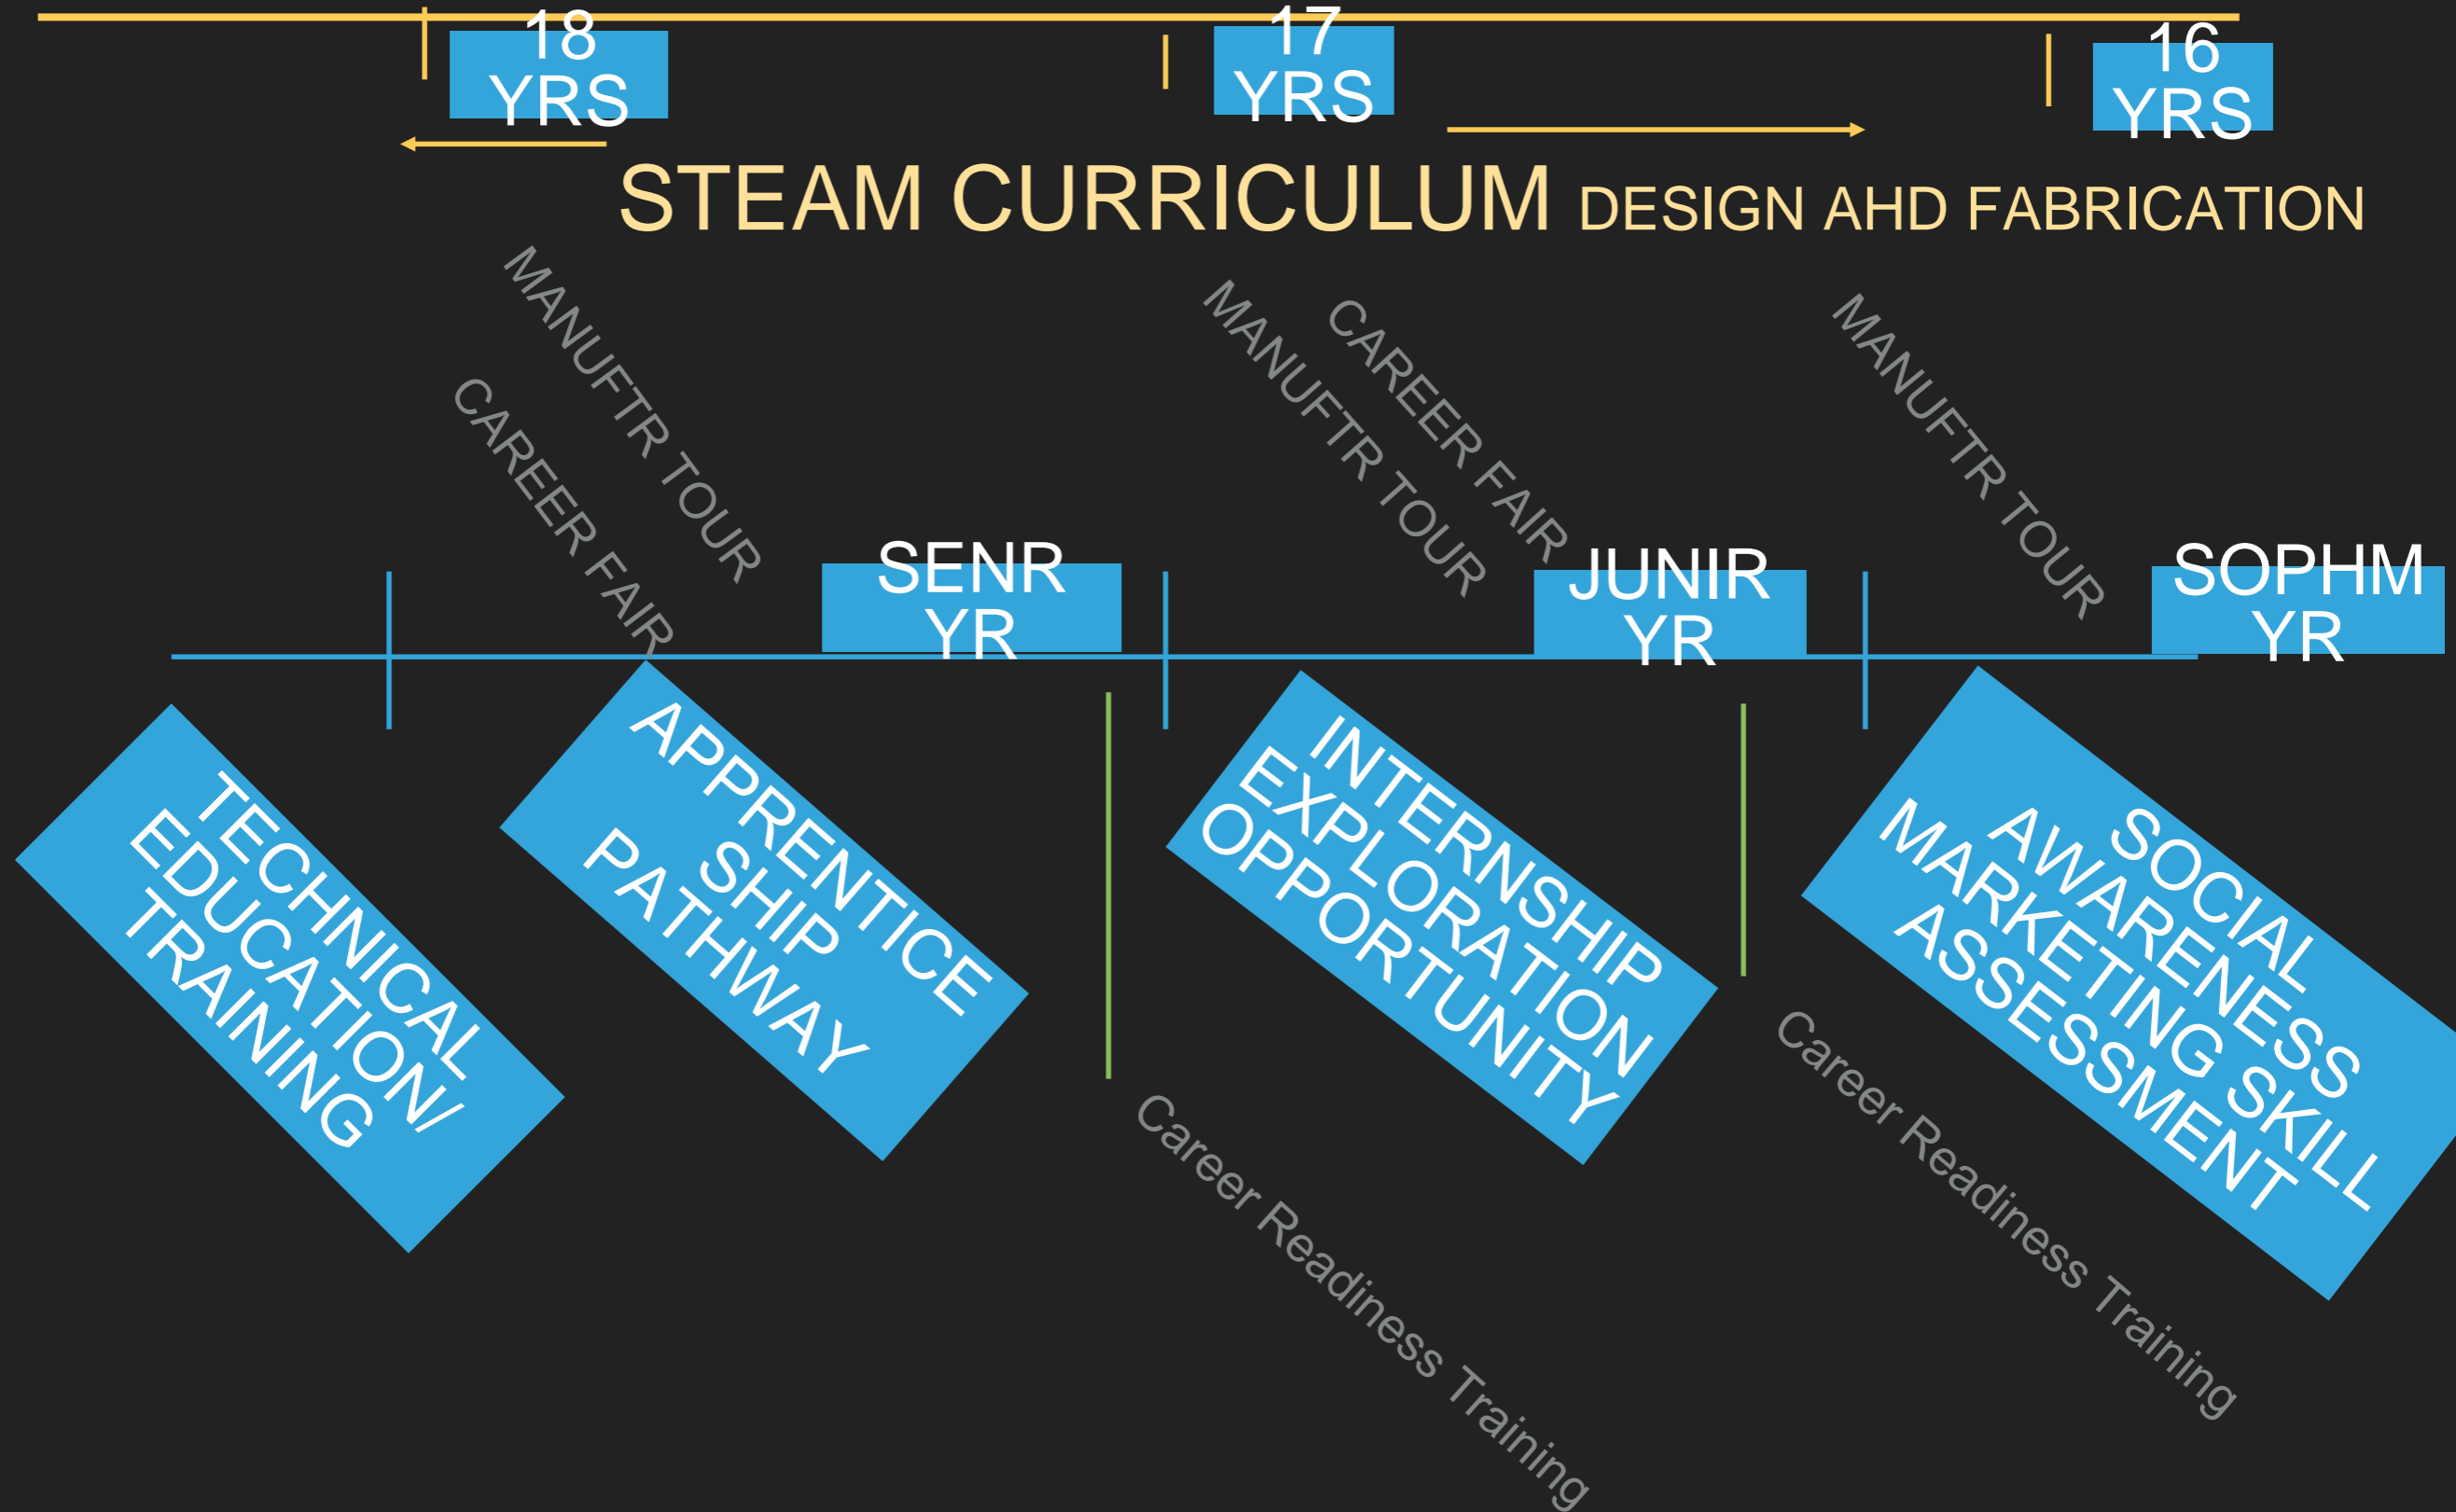 18
YRS
17
YRS
16
YRS
STEAM CURRICULUM DESIGN AHD FABRICATION
MANUFTR TOUR
CAREER FAIR
MANUFTR TOUR
CAREER FAIR
MANUFTR TOUR
SENR
YR
JUNIR
YR
SOPHM
YR
TECHNICAL
EDUCATION/
TRAINING
APPRENTICE
SHIP
PATHWAY
INTERNSHIP
EXPLORATION
OPPORTUNITY
SOCIAL
AWARENESS
MARKETING SKILL
ASSESSMENT
Career Readiness Training
Career Readiness Training